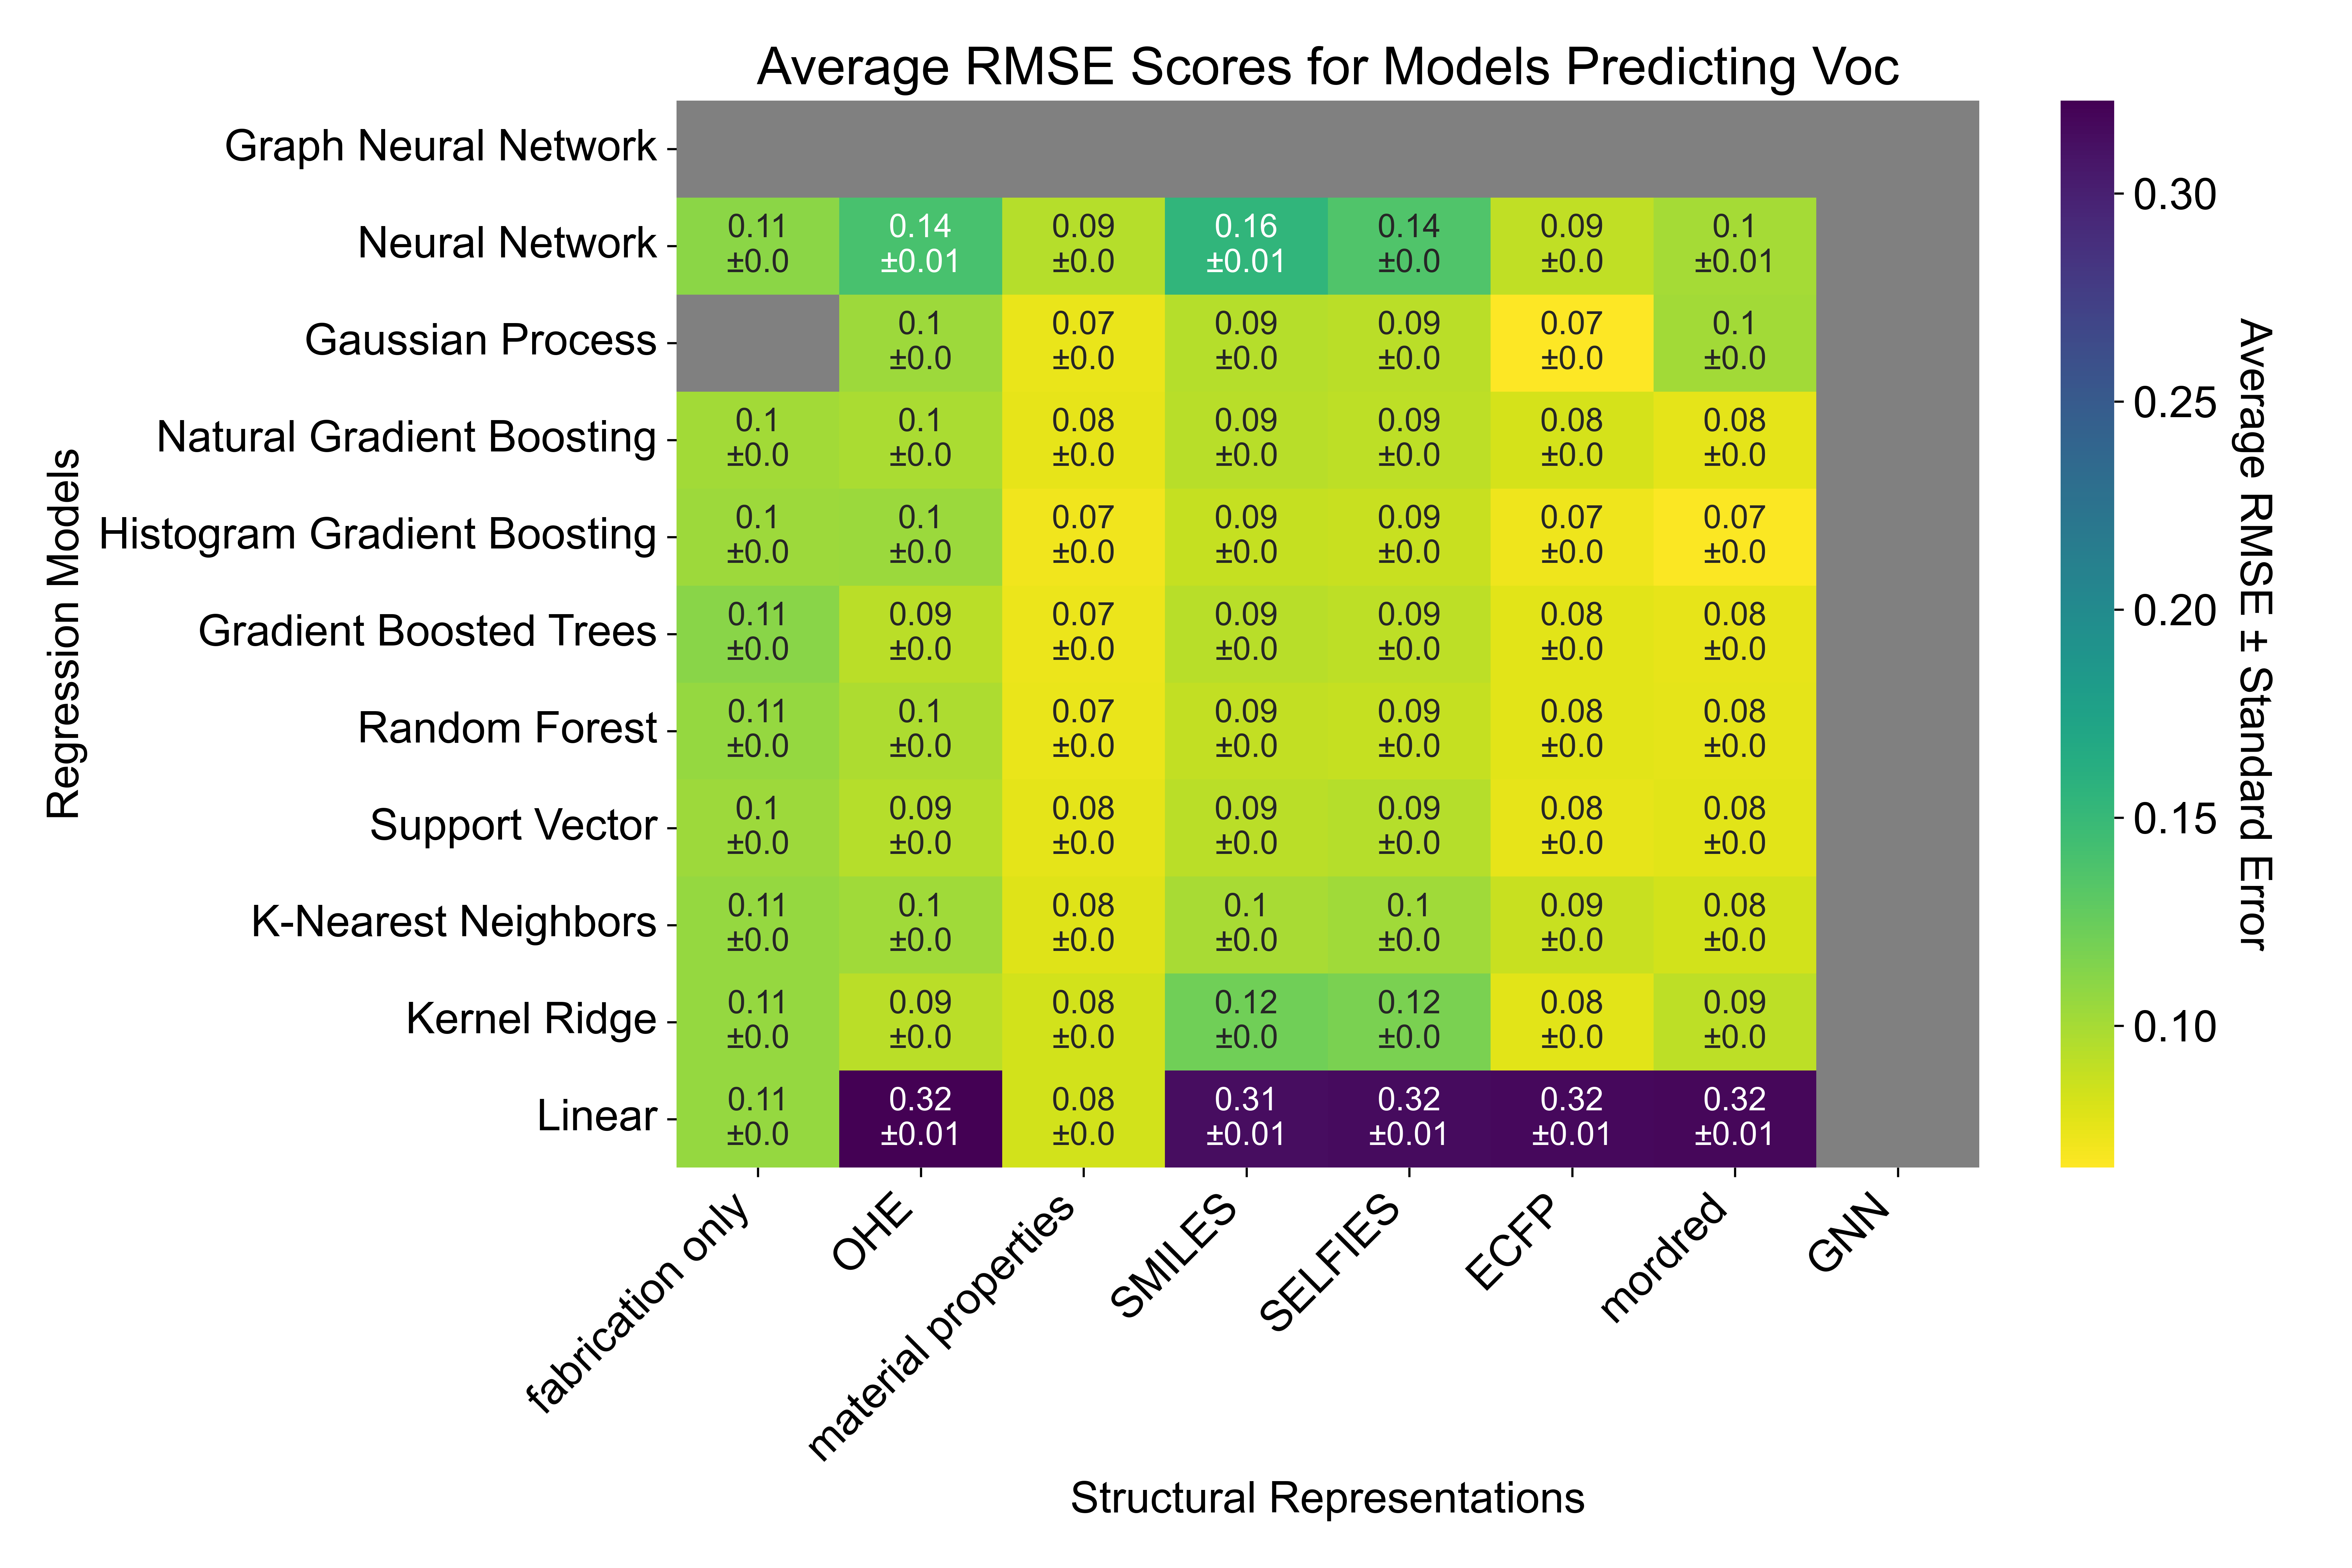 Average RMSE Scores for Models Predicting Voc
Regression Models
Graph Neural Network
Neural Network
0.11 0.14 0.09 0.16 0.14 0.09 0.1
±0.0 ±0.01 ±0.0 ±0.01 ±0.0 ±0.0 ±0.01
Gaussian Process
0.1 0.07 0.09 0.09 0.07 0.1
±0.0 ±0.0 ±0.0 ±0.0 ±0.0 ±0.0
Natural Gradient Boosting
0.1 0.1 0.08 0.09 0.09 0.08 0.08
±0.0 ±0.0 ±0.0 ±0.0 ±0.0 ±0.0 ±0.0
Histogram Gradient Boosting
0.1 0.1 0.07 0.09 0.09 0.07 0.07
±0.0 ±0.0 ±0.0 ±0.0 ±0.0 ±0.0 ±0.0
Gradient Boosted Trees
0.11 0.09 0.07 0.09 0.09 0.08 0.08
±0.0 ±0.0 ±0.0 ±0.0 ±0.0 ±0.0 ±0.0
Random Forest
0.11 0.1 0.07 0.09 0.09 0.08 0.08
±0.0 ±0.0 ±0.0 ±0.0 ±0.0 ±0.0 ±0.0
Support Vector
0.1 0.09 0.08 0.09 0.09 0.08 0.08
±0.0 ±0.0 ±0.0 ±0.0 ±0.0 ±0.0 ±0.0
K-Nearest Neighbors
0.11 0.1 0.08 0.1 0.1 0.09 0.08
±0.0 ±0.0 ±0.0 ±0.0 ±0.0 ±0.0 ±0.0
Kernel Ridge
0.11 0.09 0.08 0.12 0.12 0.08 0.09
±0.0 ±0.0 ±0.0 ±0.0 ±0.0 ±0.0 ±0.0
Linear
0.11 0.32 0.08 0.31 0.32 0.32 0.32
±0.0 ±0.01 ±0.0 ±0.01 ±0.01 ±0.01 ±0.01
fabrication only
OHE
material properties
SMILES
SELFIES
ECFP
mordred
GNN
Structural Representations
0.30
0.25
0.20
0.15
0.10
Average RMSE ± Standard Error